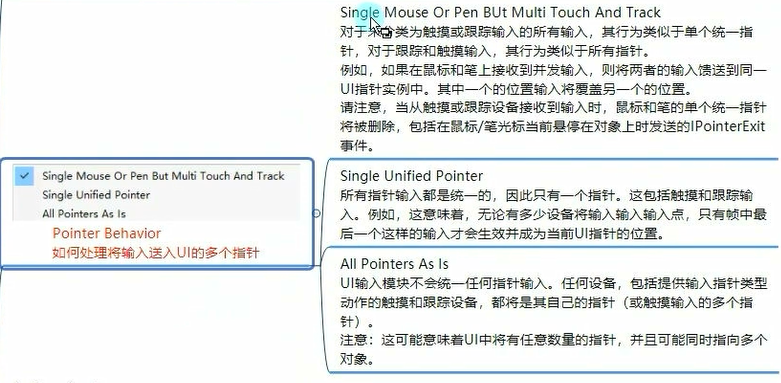 Single Mouse Or Pen BUt Multi Touch And Track
对于未分类为触摸或跟踪输入的所有输入，其行为类似于单个统一指
针，对于跟踪和触摸输入，其行为类似于所有指针。
例如，如果在鼠标和笔上接收到并发输入，则将两者的输入馈送到同一
UI指针实例中。其中一个的位置输入将覆盖另一个的位置。
请注意，当从触摸或跟踪设备接收到输入时，鼠标和笔的单个统一指针
将被删除，包括在鼠标/笔光标当前悬停在对象上时发送的IPointerExit
事件。
Single Mouse Or Pen But Multi Touch And Track
Single Unified Pointer
All Pointers As Is
Pointer Behavior
如何处理将输入送入UI的多个指针
Single Unified Pointer
所有指针输入都是统一的，因此只有一个指针。这包括触摸和跟踪输
入。例如，这意味着，无论有多少设备将输入输入输入点，只有帧中最
后一个这样的输入才会生效并成为当前UI指针的位置。
All Pointers As Is
UI输入模块不会统一任何指针输入。任何设备，包括提供输入指针类型
动作的触摸和跟踪设备，都将是其自己的指针（或触摸输入的多个指
针）。
注意：这可能意味着UI中将有任意数量的指针，并且可能同时指向多个
对象。